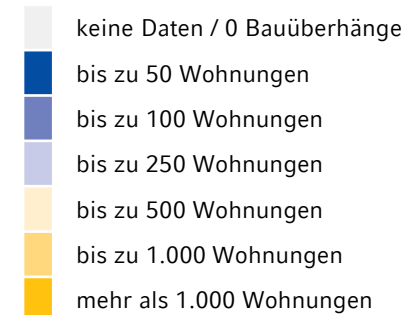 keine Daten / 0 Bauüberhänge
bis zu 50 Wohnungen
bis zu 100 Wohnungen
bis zu 250 Wohnungen
bis zu 500 Wohnungen
bis zu 1.000 Wohnungen
mehr als 1.000 Wohnungen